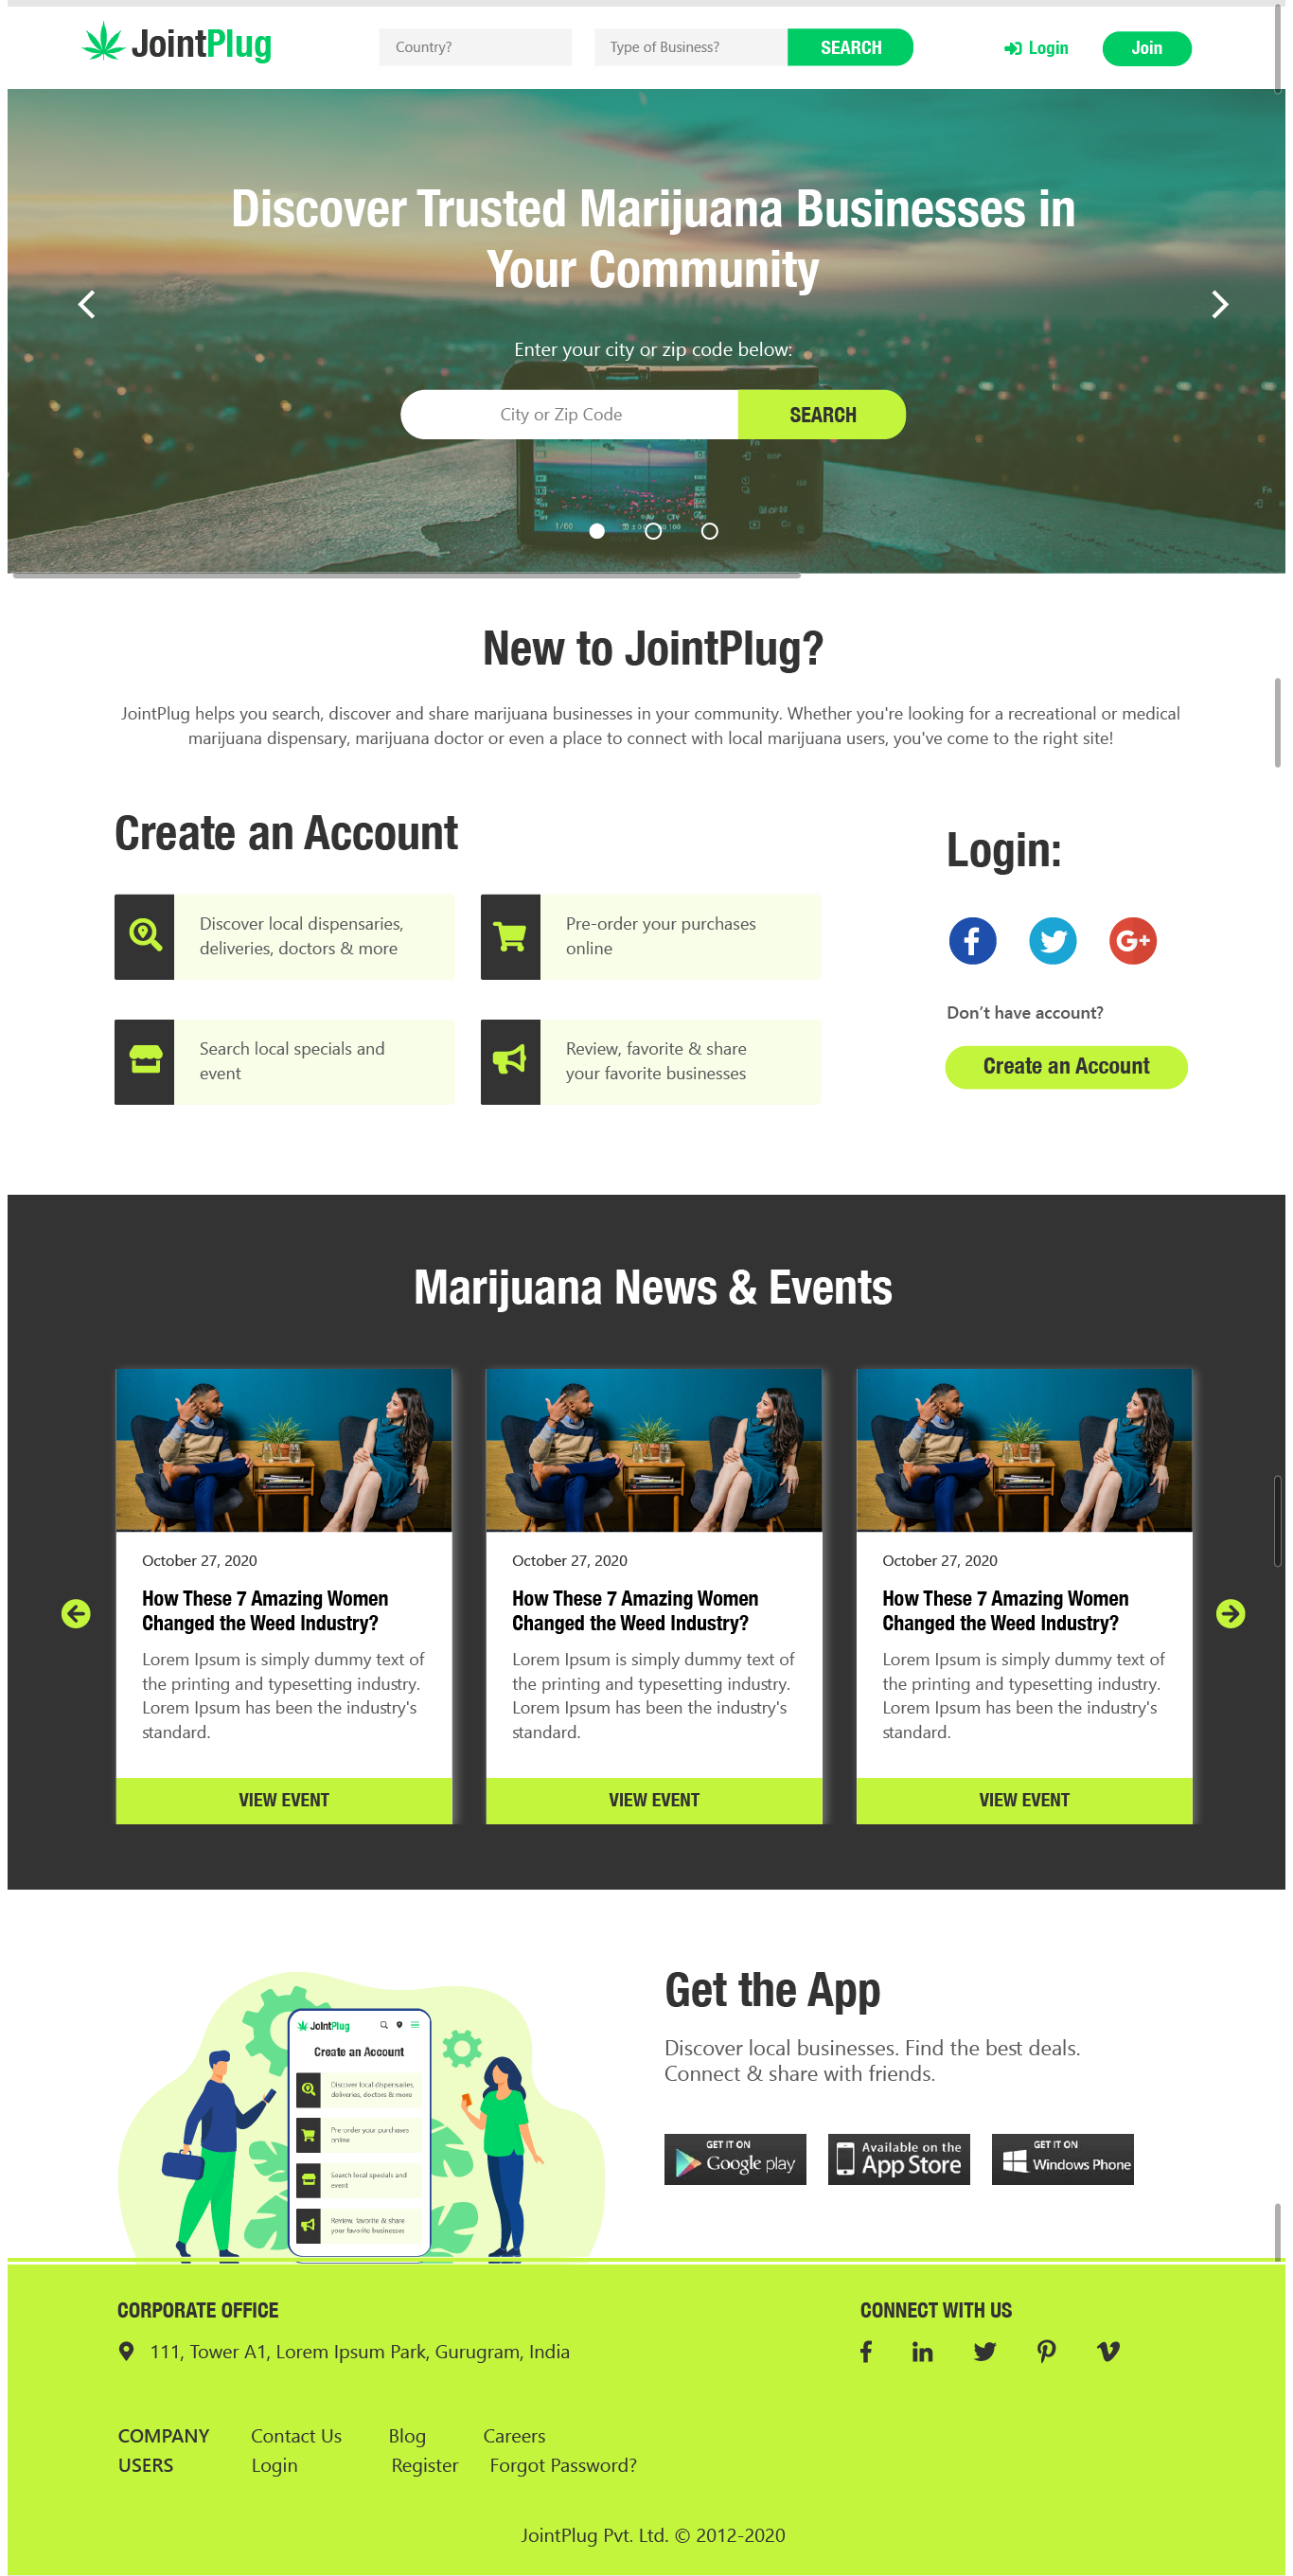 JointPlug
Country?
Type of Business?
SEARCH
Login
Join
Discover Trusted Marijuana Businesses in
Your Community
Enter your city or zip code below:
City or Zip Code
SEARCH
1/60
New to JointPlug?
JointPlug helps you search, discover and share marijuana businesses in your community. Whether you're looking for a recreational or medical
marijuana dispensary, marijuana doctor or even a place to connect with local marijuana users, you've come to the right site!
Create an Account
Discover local dispensaries,
deliveries, doctors & more
Pre-order your purchases
online
Search local specials and
event
Review, favorite & share
your favorite businesses
Login:
Don't have account?
Create an Account
Marijuana News & Events
October 27, 2020
How These 7 Amazing Women
Changed the Weed Industry?
Lorem Ipsum is simply dummy text of
the printing and typesetting industry.
Lorem Ipsum has been the industry's
standard.
VIEW EVENT
October 27, 2020
How These 7 Amazing Women
Changed the Weed Industry?
Lorem Ipsum is simply dummy text of
the printing and typesetting industry.
Lorem Ipsum has been the industry's
standard.
VIEW EVENT
October 27, 2020
How These 7 Amazing Women
Changed the Weed Industry?
Lorem Ipsum is simply dummy text of
the printing and typesetting industry.
Lorem Ipsum has been the industry's
standard.
VIEW EVENT
JointPlug
Create an Account
Discover local dispensaries,
deliveries, doctors & more
Pre-order your purchases
online
Search local specials and
event
Review, favorite & share
your favorite businesses
Get the App
Discover local businesses. Find the best deals.
Connect & share with friends.
GET IT ON
Google play
Available on the
App Store
GET IT ON
Windows Phone
CORPORATE OFFICE
111, Tower A1, Lorem Ipsum Park, Gurugram, India
CONNECT WITH US
COMPANY Contact Us Blog Careers
USERS Login Register Forgot Password?
JointPlug Pvt. Ltd. © 2012-2020